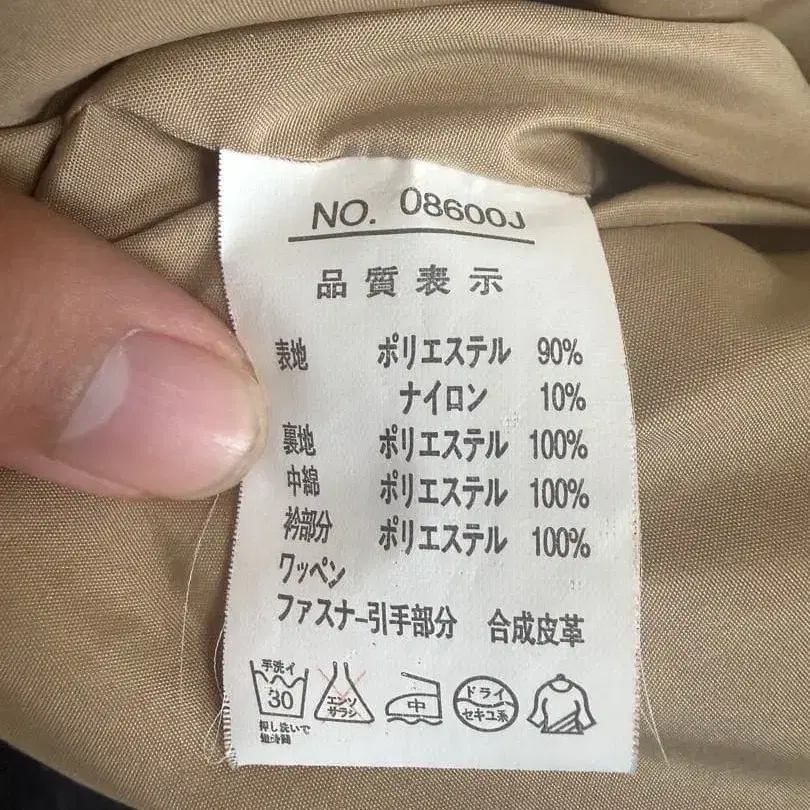 NO. 08600J
品質表示
表地 ポリエステル 90%
ナイロン 10%
裏地 ポリエステル 100%
中綿 ポリエステル 100%
衿部分 ポリエステル 100%
ワッペン
ファスナー引手部分 合成皮革
手洗イ
30
押し洗いで
短時間
エンソ
サラシ
中
ドライ
セキユ系